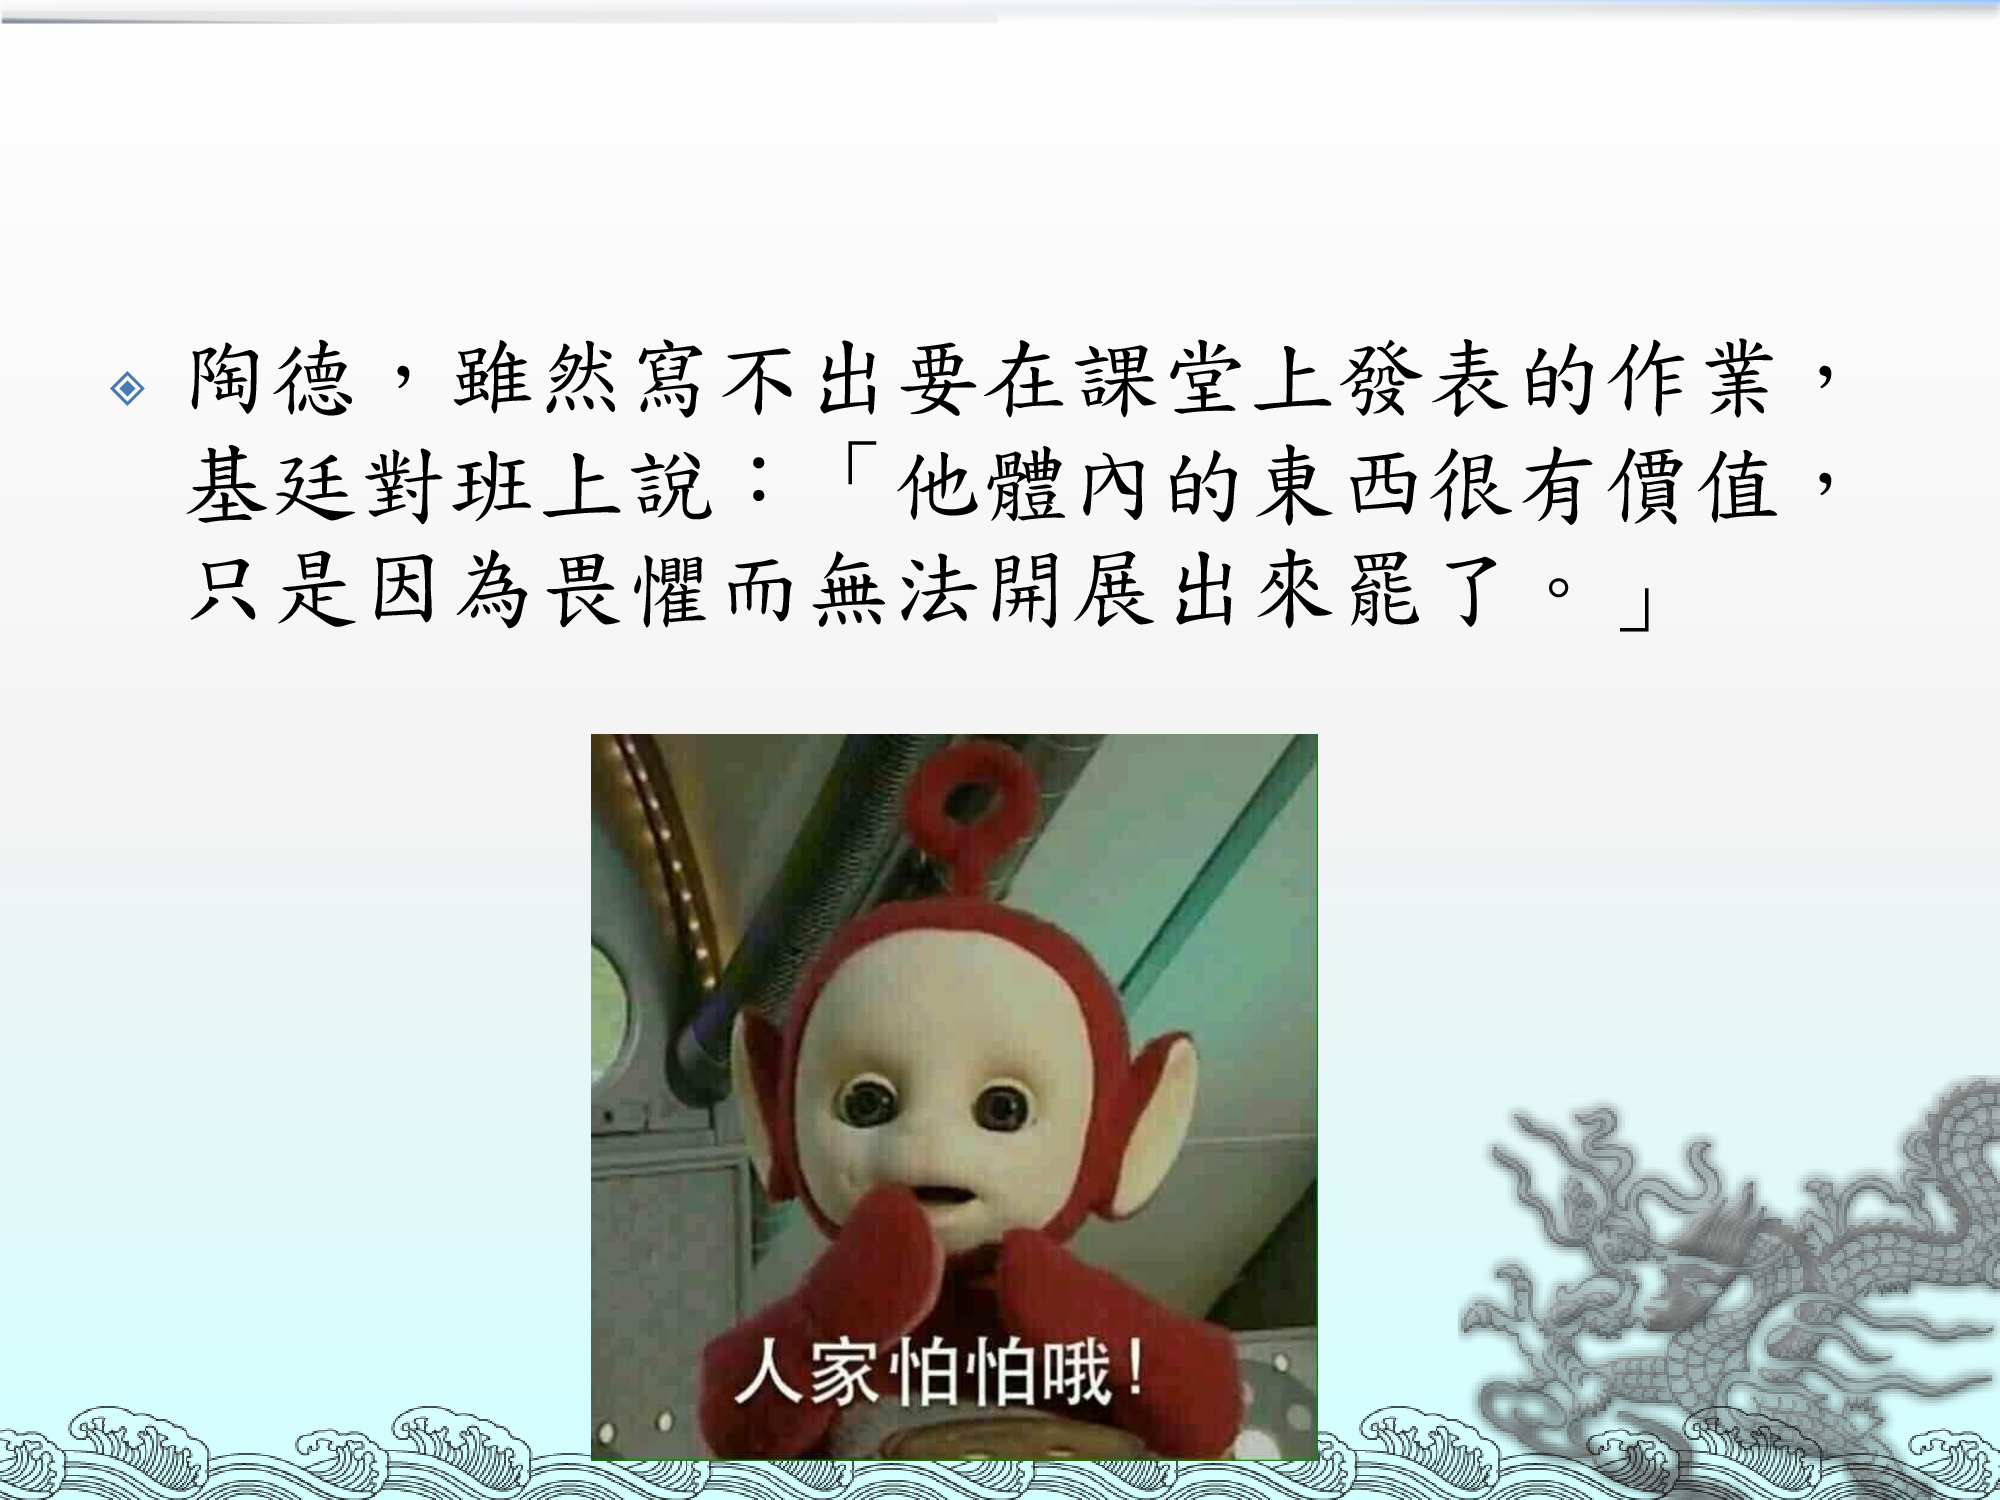 陶德，雖然寫不出要在課堂上發表的作業，
基廷對班上說：「他體內的東西很有價值，
只是因為畏懼而無法開展出來罷了。」
人家怕怕哦！